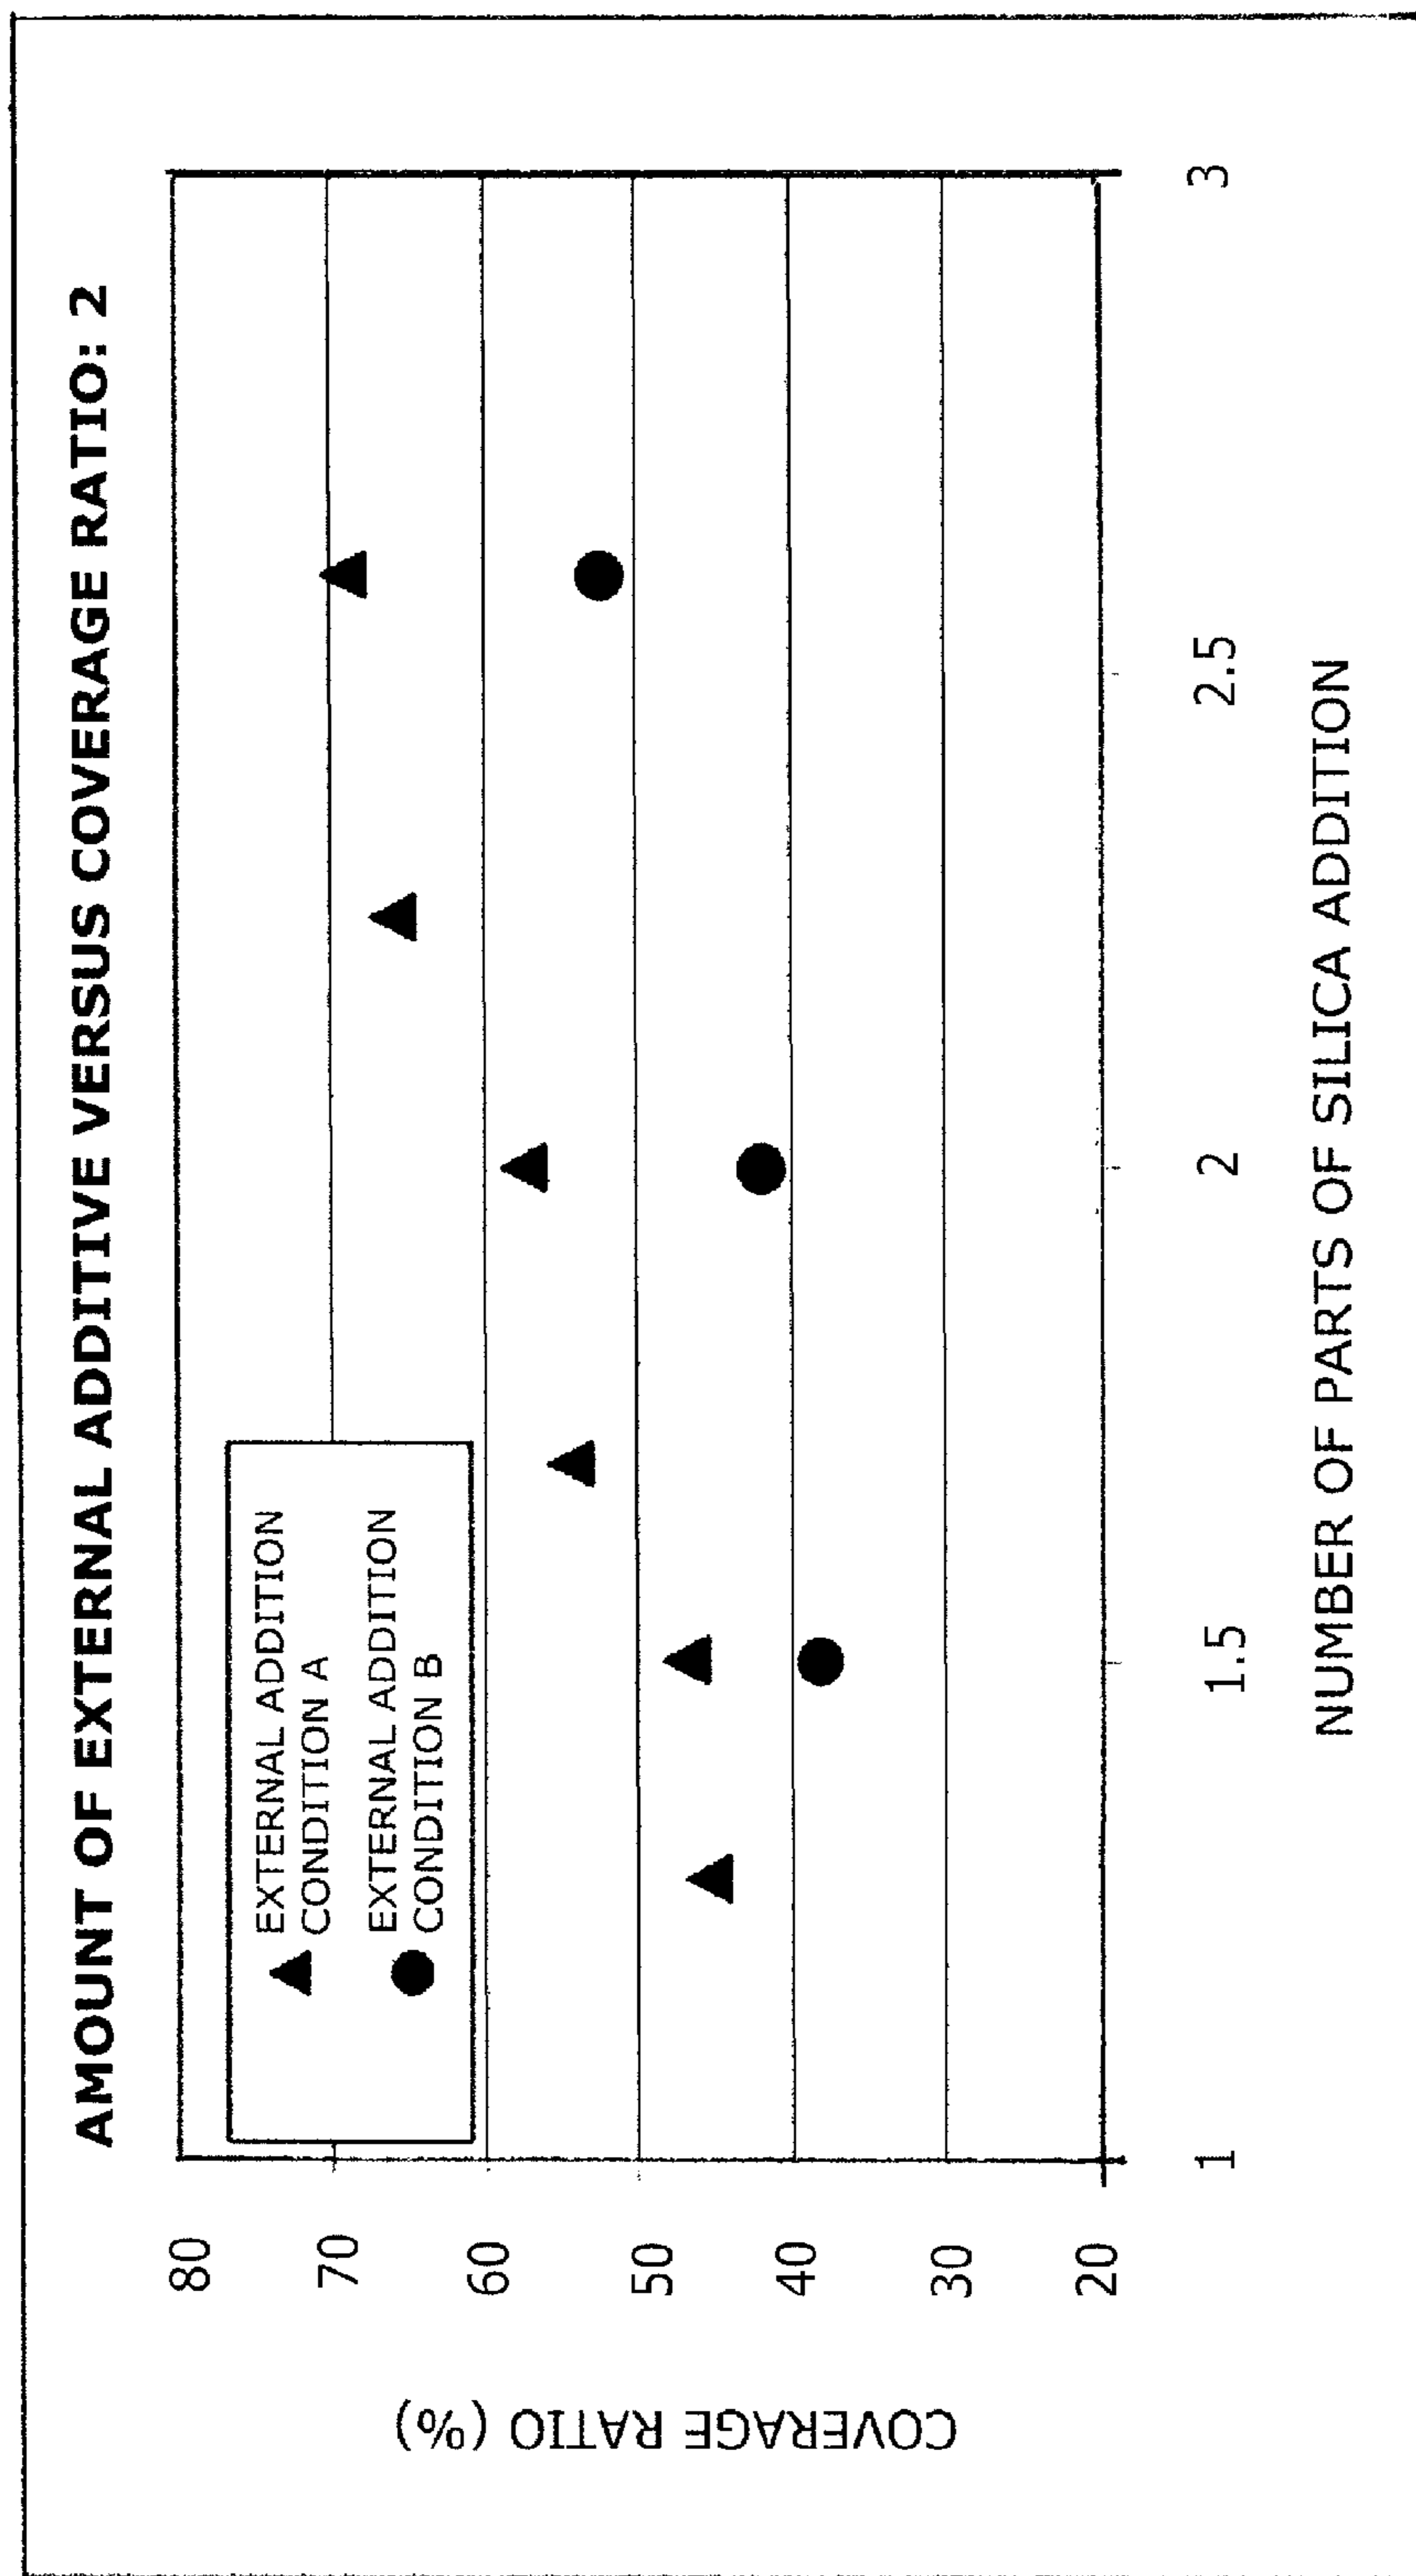 AMOUNT OF EXTERNAL ADDITIVE VERSUS COVERAGE RATIO: 2
EXTERNAL ADDITION
CONDITION A
EXTERNAL ADDITION
CONDITION B
COVERAGE RATIO (%)
80
70
60
50
40
30
20
1
1.5
2
2.5
3
NUMBER OF PARTS OF SILICA ADDITION